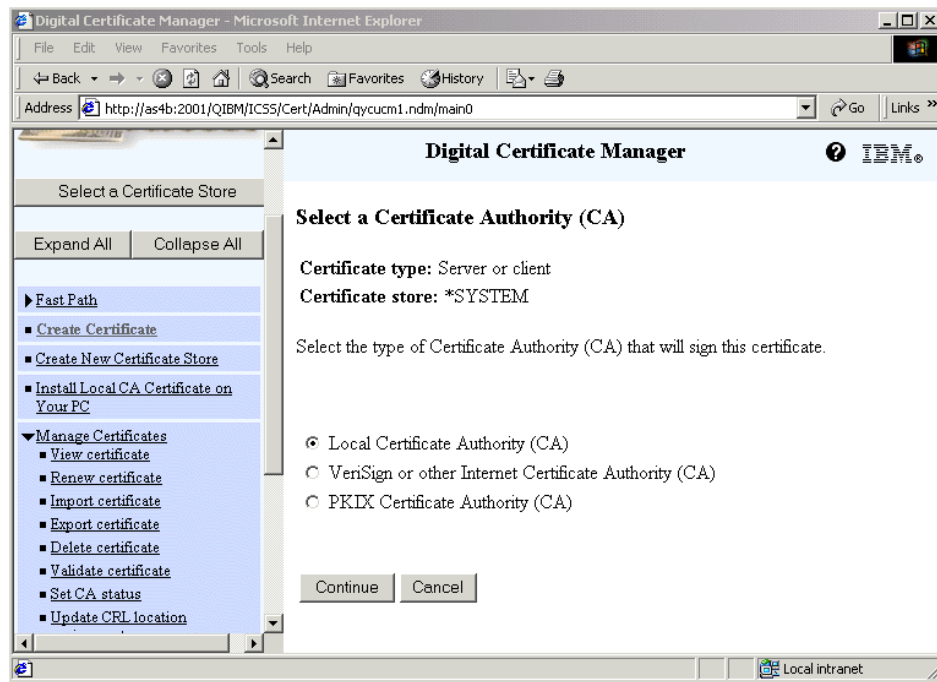 Digital Certificate Manager - Microsoft Internet Explorer
File Edit View Favorites Tools Help
Back Search Favorites History
Address http://as4b:2001/QIBM/ICSS/Cert/Admin/qycucm1.ndm/main0 Go Links »
Select a Certificate Store
Expand All Collapse All
Fast Path
Create Certificate
Create New Certificate Store
Install Local CA Certificate on
Your PC
Manage Certificates
View certificate
Renew certificate
Import certificate
Export certificate
Delete certificate
Validate certificate
Set CA status
Update CRL location
Digital Certificate Manager ? IBM®
Select a Certificate Authority (CA)
Certificate type: Server or client
Certificate store: *SYSTEM
Select the type of Certificate Authority (CA) that will sign this certificate.
Local Certificate Authority (CA)
VeriSign or other Internet Certificate Authority (CA)
PKIX Certificate Authority (CA)
Continue Cancel
Local intranet